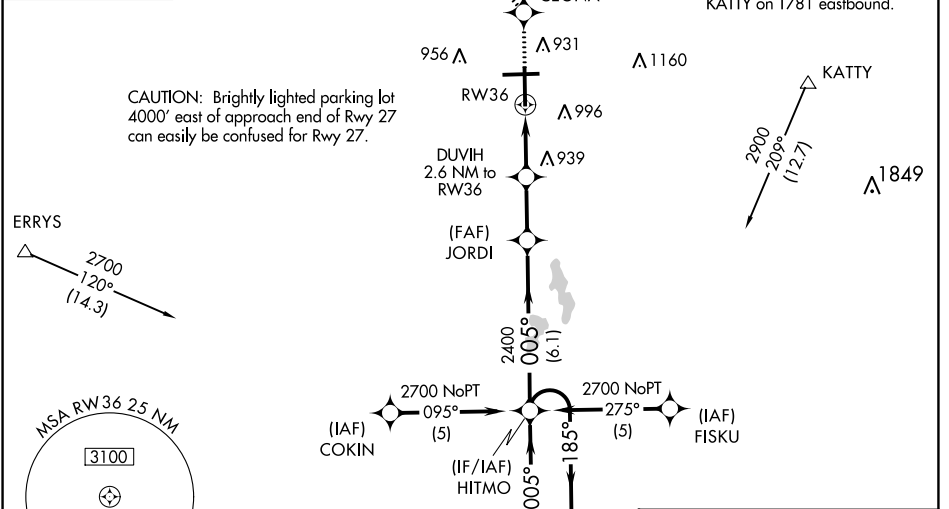 KATTY on 1781 eastbound.
931
956
1160
KATTY
CAUTION: Brightly lighted parking lot
4000' east of approach end of Rwy 27
can easily be confused for Rwy 27.
RW36
996
2900
209°
(12.7)
DUVIH
2.6 NM to
RW36
939
1849
ERRYS
2700
120°
(14.3)
(FAF)
JORDI
2400
005°
(6.1)
2700 NoPT
095°
(5)
2700 NoPT
275°
(5)
(IAF)
COKIN
(IAF)
FISKU
(IF/IAF)
HITMO
005°
185°
MSA RW36 25 NM
3100